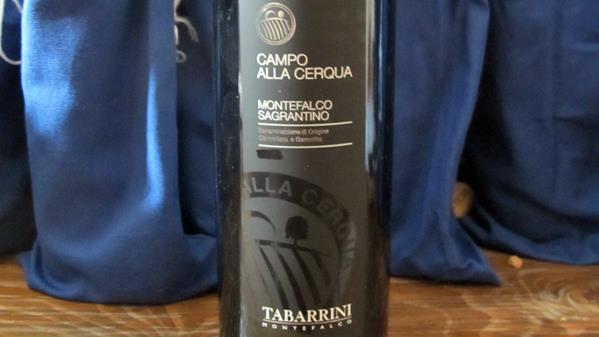 CAMPO
ALLA CERQUA
MONTEFALCO
SAGRANTINO
Denominazione di Origine
Controllata e Garantita
ALLA CERQUA
TABARRINI
MONTEFALCO